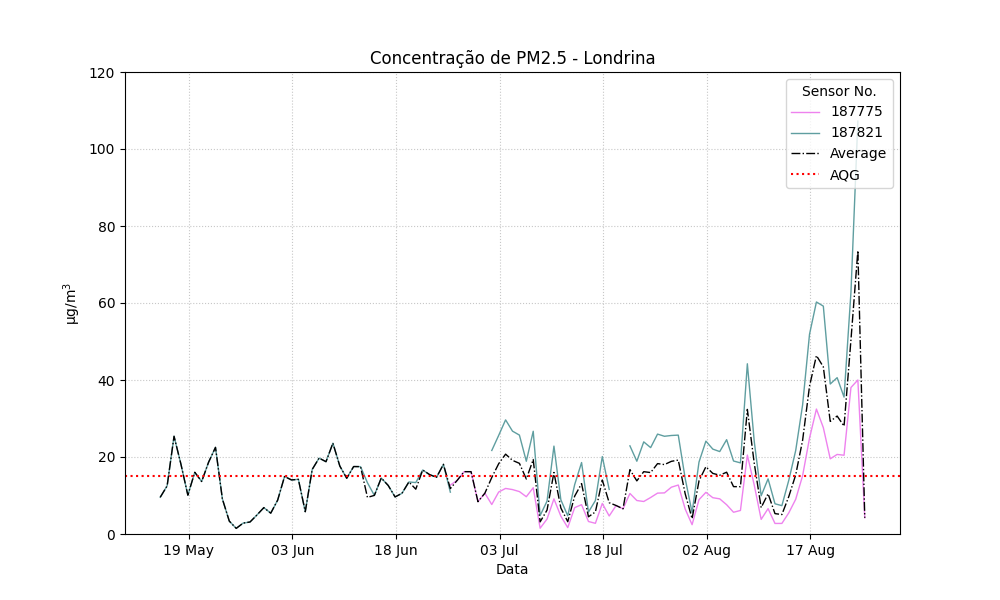 Concentração de PM2.5 - Londrina
120
100
80
60
40
20
0
µg/m³
Sensor No.
187775
187821
Average
AQG
19 May
03 Jun
18 Jun
03 Jul
18 Jul
02 Aug
17 Aug
Data